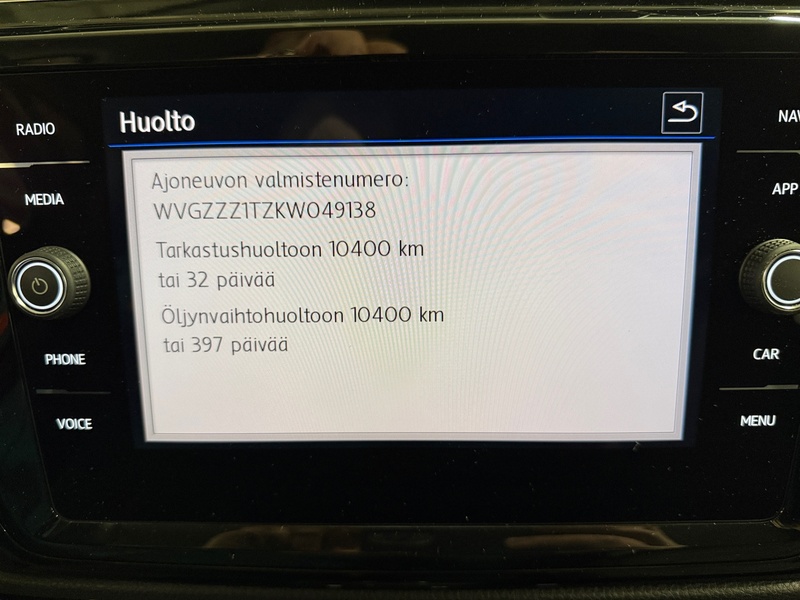 Huolto
Ajoneuvon valmistenumero:
WVGZZZ1TZKW049138
Tarkastushuoltoon 10400 km
tai 32 päivää
Öljynvaihtohuoltoon 10400 km
tai 397 päivää
RADIO
MEDIA
PHONE
VOICE
NAV
APP
CAR
MENU